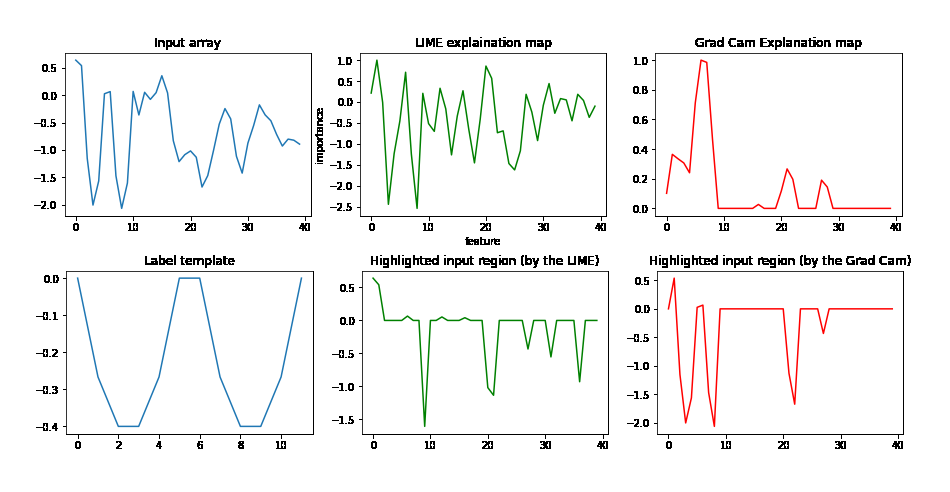 Input array
LIME explaination map
Grad Cam Explanation map
0.5
0.0
−0.5
−1.0
−1.5
−2.0
0 10 20 30 40
importance
1.0
0.5
0.0
−0.5
−1.0
−1.5
−2.0
−2.5
0 10 20 30 40
feature
1.0
0.8
0.6
0.4
0.2
0.0
0 10 20 30 40
Label template
Highlighted input region (by the LIME)
Highlighted input region (by the Grad Cam)
0.0
−0.1
−0.2
−0.3
−0.4
0 2 4 6 8 10
0.5
0.0
−0.5
−1.0
−1.5
0 10 20 30 40
0.5
0.0
−0.5
−1.0
−1.5
−2.0
0 10 20 30 40